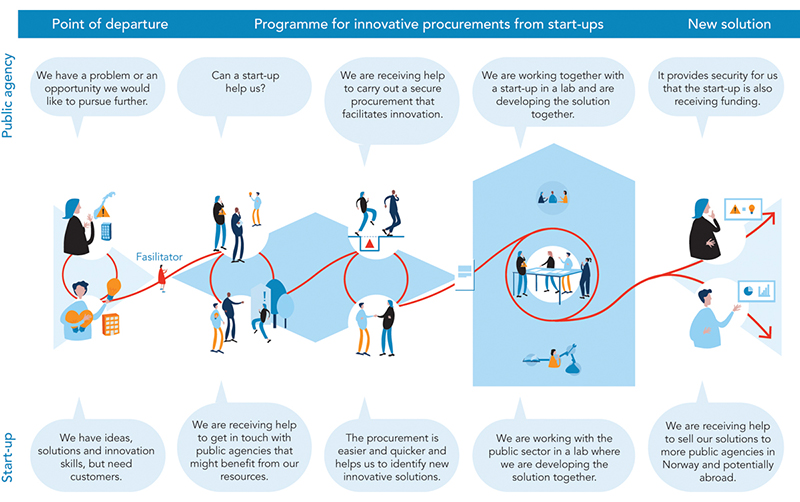 Point of departure
Programme for innovative procurements from start-ups
New solution
Public agency
We have a problem or an
opportunity we would
like to pursue further.
Can a start-up
help us?
We are receiving help
to carry out a secure
procurement that
facilitates innovation.
We are working together with
a start-up in a lab and are
developing the solution
together.
It provides security for us
that the start-up is also
receiving funding.
Fasilitator
Start-up
We have ideas,
solutions and innovation
skills, but need
customers.
We are receiving help
to get in touch with
public agencies that
might benefit from our
resources.
The procurement is
easier and quicker and
helps us to identify new
innovative solutions.
We are working with the
public sector in a lab where
we are developing the
solution together.
We are receiving help
to sell our solutions to
more public agencies in
Norway and potentially
abroad.